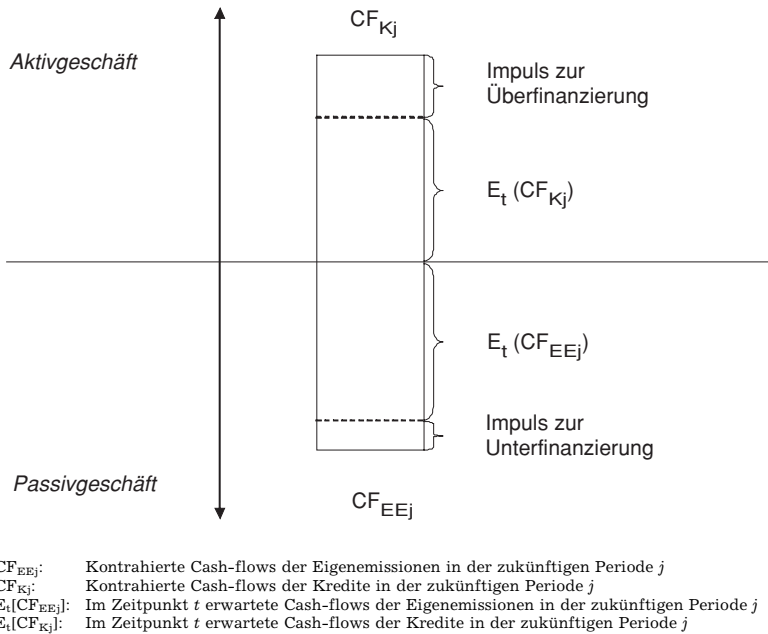 CF_Kj
Aktivgeschäft
Impuls zur
Überfinanzierung
E_t (CF_Kj)
E_t (CF_EEj)
Impuls zur
Unterfinanzierung
Passivgeschäft
CF_EEj
CF_EEj: Kontrahierte Cash-flows der Eigenemissionen in der zukünftigen Periode j
CF_Kj: Kontrahierte Cash-flows der Kredite in der zukünftigen Periode j
E_t[CF_EEj]: Im Zeitpunkt t erwartete Cash-flows der Eigenemissionen in der zukünftigen Periode j
E_t[CF_Kj]: Im Zeitpunkt t erwartete Cash-flows der Kredite in der zukünftigen Periode j